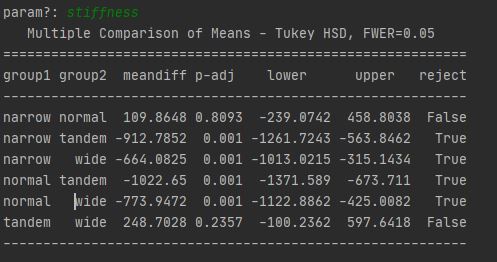 param?: stiffness
Multiple Comparison of Means - Tukey HSD, FWER=0.05
===========================================================
group1 group2 meandiff p-adj lower upper reject
-----------------------------------------------------------
narrow normal 109.8648 0.8093 -239.0742 458.8038 False
narrow tandem -912.7852 0.001 -1261.7243 -563.8462 True
narrow wide -664.0825 0.001 -1013.0215 -315.1434 True
normal tandem -1022.65 0.001 -1371.589 -673.711 True
normal wide -773.9472 0.001 -1122.8862 -425.0082 True
tandem wide 248.7028 0.2357 -100.2362 597.6418 False
-----------------------------------------------------------